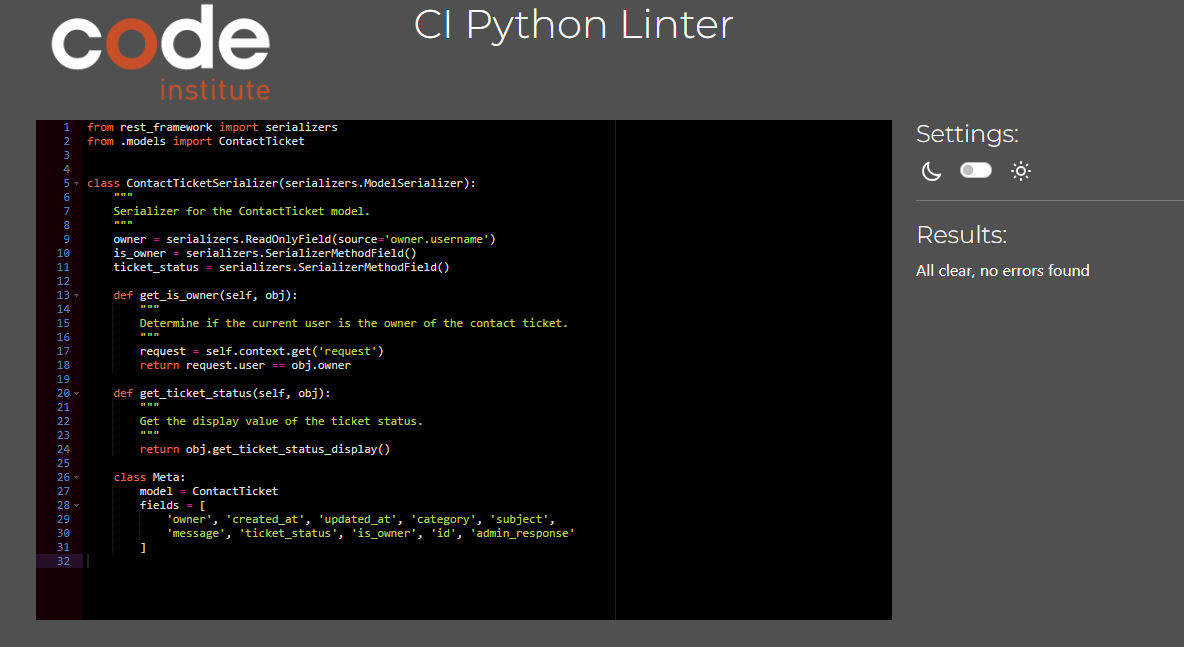 code
institute
CI Python Linter
1 from rest_framework import serializers
2 from .models import ContactTicket
3
4
5 class ContactTicketSerializer(serializers.ModelSerializer):
6     """
7     Serializer for the ContactTicket model.
8     """
9     owner = serializers.ReadOnlyField(source='owner.username')
10     is_owner = serializers.SerializerMethodField()
11     ticket_status = serializers.SerializerMethodField()
12
13     def get_is_owner(self, obj):
14         """
15         Determine if the current user is the owner of the contact ticket.
16         """
17         request = self.context.get('request')
18         return request.user == obj.owner
19
20     def get_ticket_status(self, obj):
21         """
22         Get the display value of the ticket status.
23         """
24         return obj.get_ticket_status_display()
25
26     class Meta:
27         model = ContactTicket
28         fields = [
29             'owner', 'created_at', 'updated_at', 'category', 'subject',
30             'message', 'ticket_status', 'is_owner', 'id', 'admin_response'
31         ]
32
Settings:
Results:
All clear, no errors found